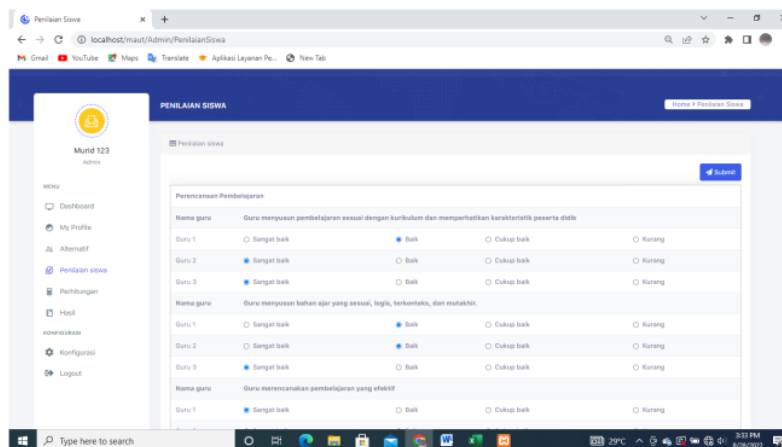 Penilaian Siswa
localhost/maut/Admin/PenilaianSiswa
Gmail YouTube Maps Translate Aplikasi Layanan Pe... New Tab
PENILAIAN SISWA
Home Penilaian Siswa
Murid 123
Admin
MENU
Dashboard
My Profile
Alternatif
Penilaian siswa
Perhitungan
Hasil
KONFIGURASI
Konfigurasi
Logout
Penilaian siswa
Submit
Perencanaan Pembelajaran
Nama guru Guru menyusun pembelajaran sesuai dengan kurikulum dan memperhatikan karakteristik peserta didik
Guru 1 Sangat baik Baik Cukup baik Kurang
Guru 2 Sangat baik Baik Cukup baik Kurang
Guru 3 Sangat baik Baik Cukup baik Kurang
Nama guru Guru menyusun bahan ajar yang sesuai, logis, terkonteks, dan mutakhir.
Guru 1 Sangat baik Baik Cukup baik Kurang
Guru 2 Sangat baik Baik Cukup baik Kurang
Guru 3 Sangat baik Baik Cukup baik Kurang
Nama guru Guru merencanakan pembelajaran yang efektif
Guru 1 Sangat baik Baik Cukup baik Kurang
Type here to search
29°C
3:33 PM
8/28/2022